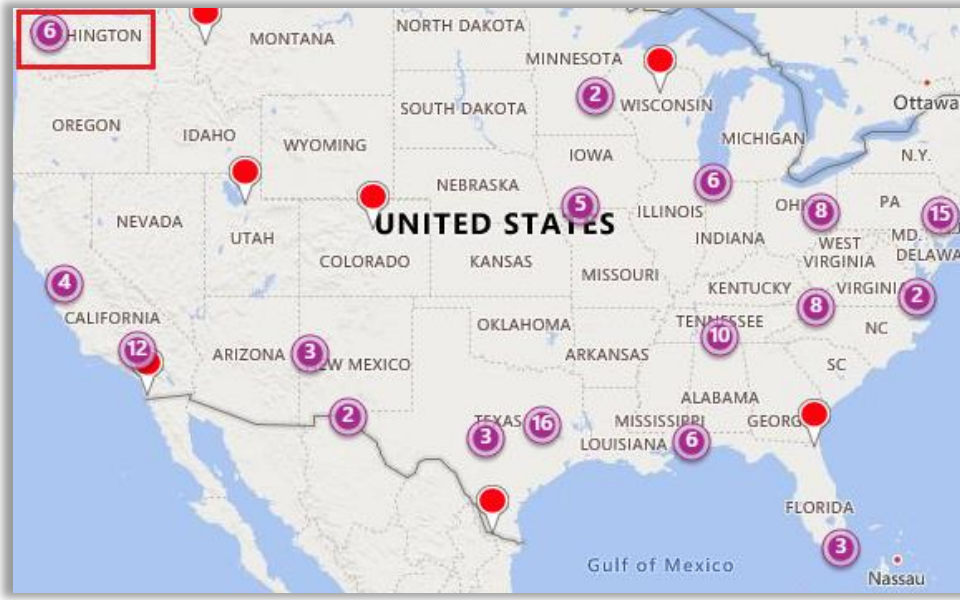 6 HINGTON
MONTANA
NORTH DAKOTA
MINNESOTA
2
WISCONSIN
SOUTH DAKOTA
Ottawa
OREGON
IDAHO
WYOMING
MICHIGAN
IOWA
N.Y.
NEBRASKA
6
5
ILLINOIS
OHI 8
PA
15
NEVADA
UTAH
UNITED STATES
INDIANA
WEST
VIRGINIA
MD.
DELAWA
COLORADO
KANSAS
MISSOURI
KENTUCKY
VIRGINIA
2
4
CALIFORNIA
8
OKLAHOMA
TENNESSEE
10
NC
12
ARIZONA
3
EW MEXICO
ARKANSAS
SC
ALABAMA
2
TEXAS
16
3
MISSISSIPPI
GEORG
LOUISIANA
6
FLORIDA
3
Gulf of Mexico
Nassau